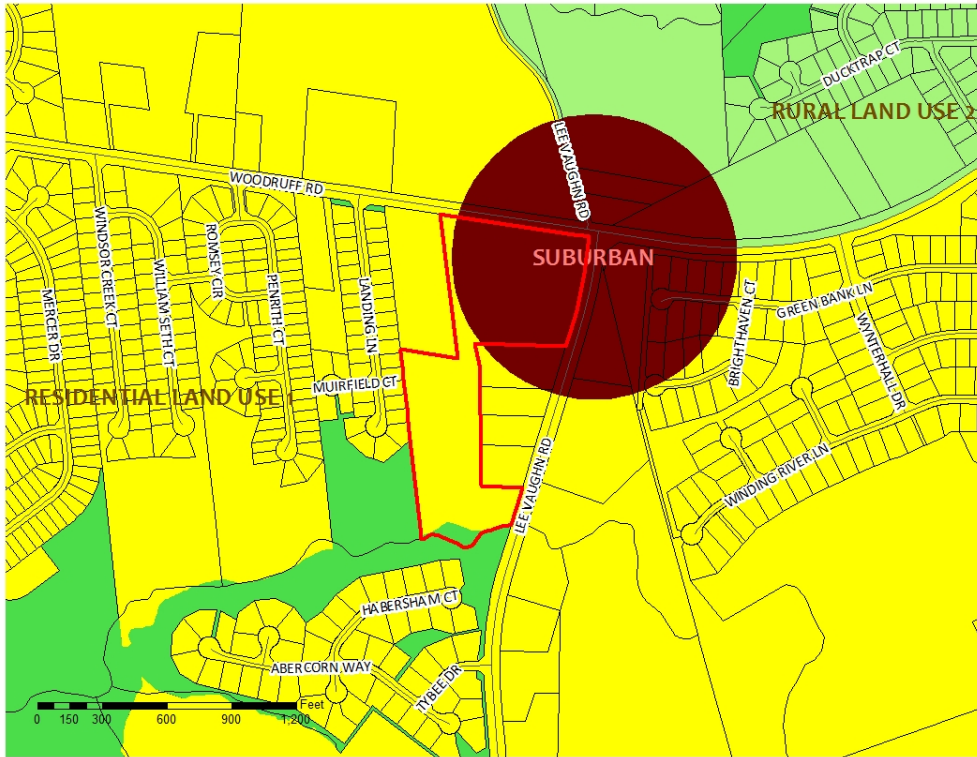 DUCKTRAP CT
RURAL LAND USE 2
LEE VAUGHN RD
WOODRUFF RD
SUBURBAN
WINDSOR CREEK CT
WILLIAM SETH CT
ROMSEY CIR
PENRITH CT
LANDING LN
MERCER DR
GREEN BANK LN
BRIGHT HAVEN CT
WYNTERHALL DR
MUIRFIELD CT
RESIDENTIAL LAND USE 1
LEE VAUGHN RD
WINDING RIVER LN
HABERSHAM CT
ABERCORN WAY
TYBEE DR
Feet
0 150 300 600 900 1,200